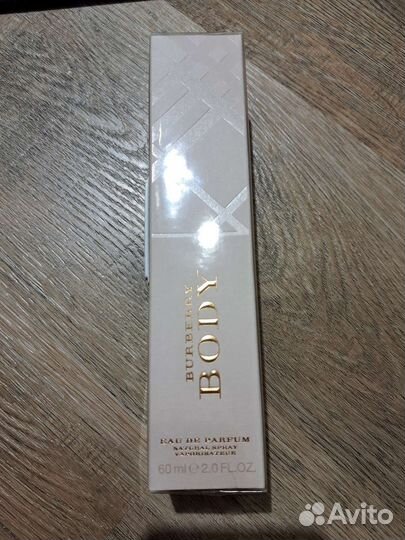 BURBERRY
BODY
EAU DE PARFUM
NATURAL SPRAY
VAPORISATEUR
60 ml ℮ 2.0 FL.OZ.
Avito